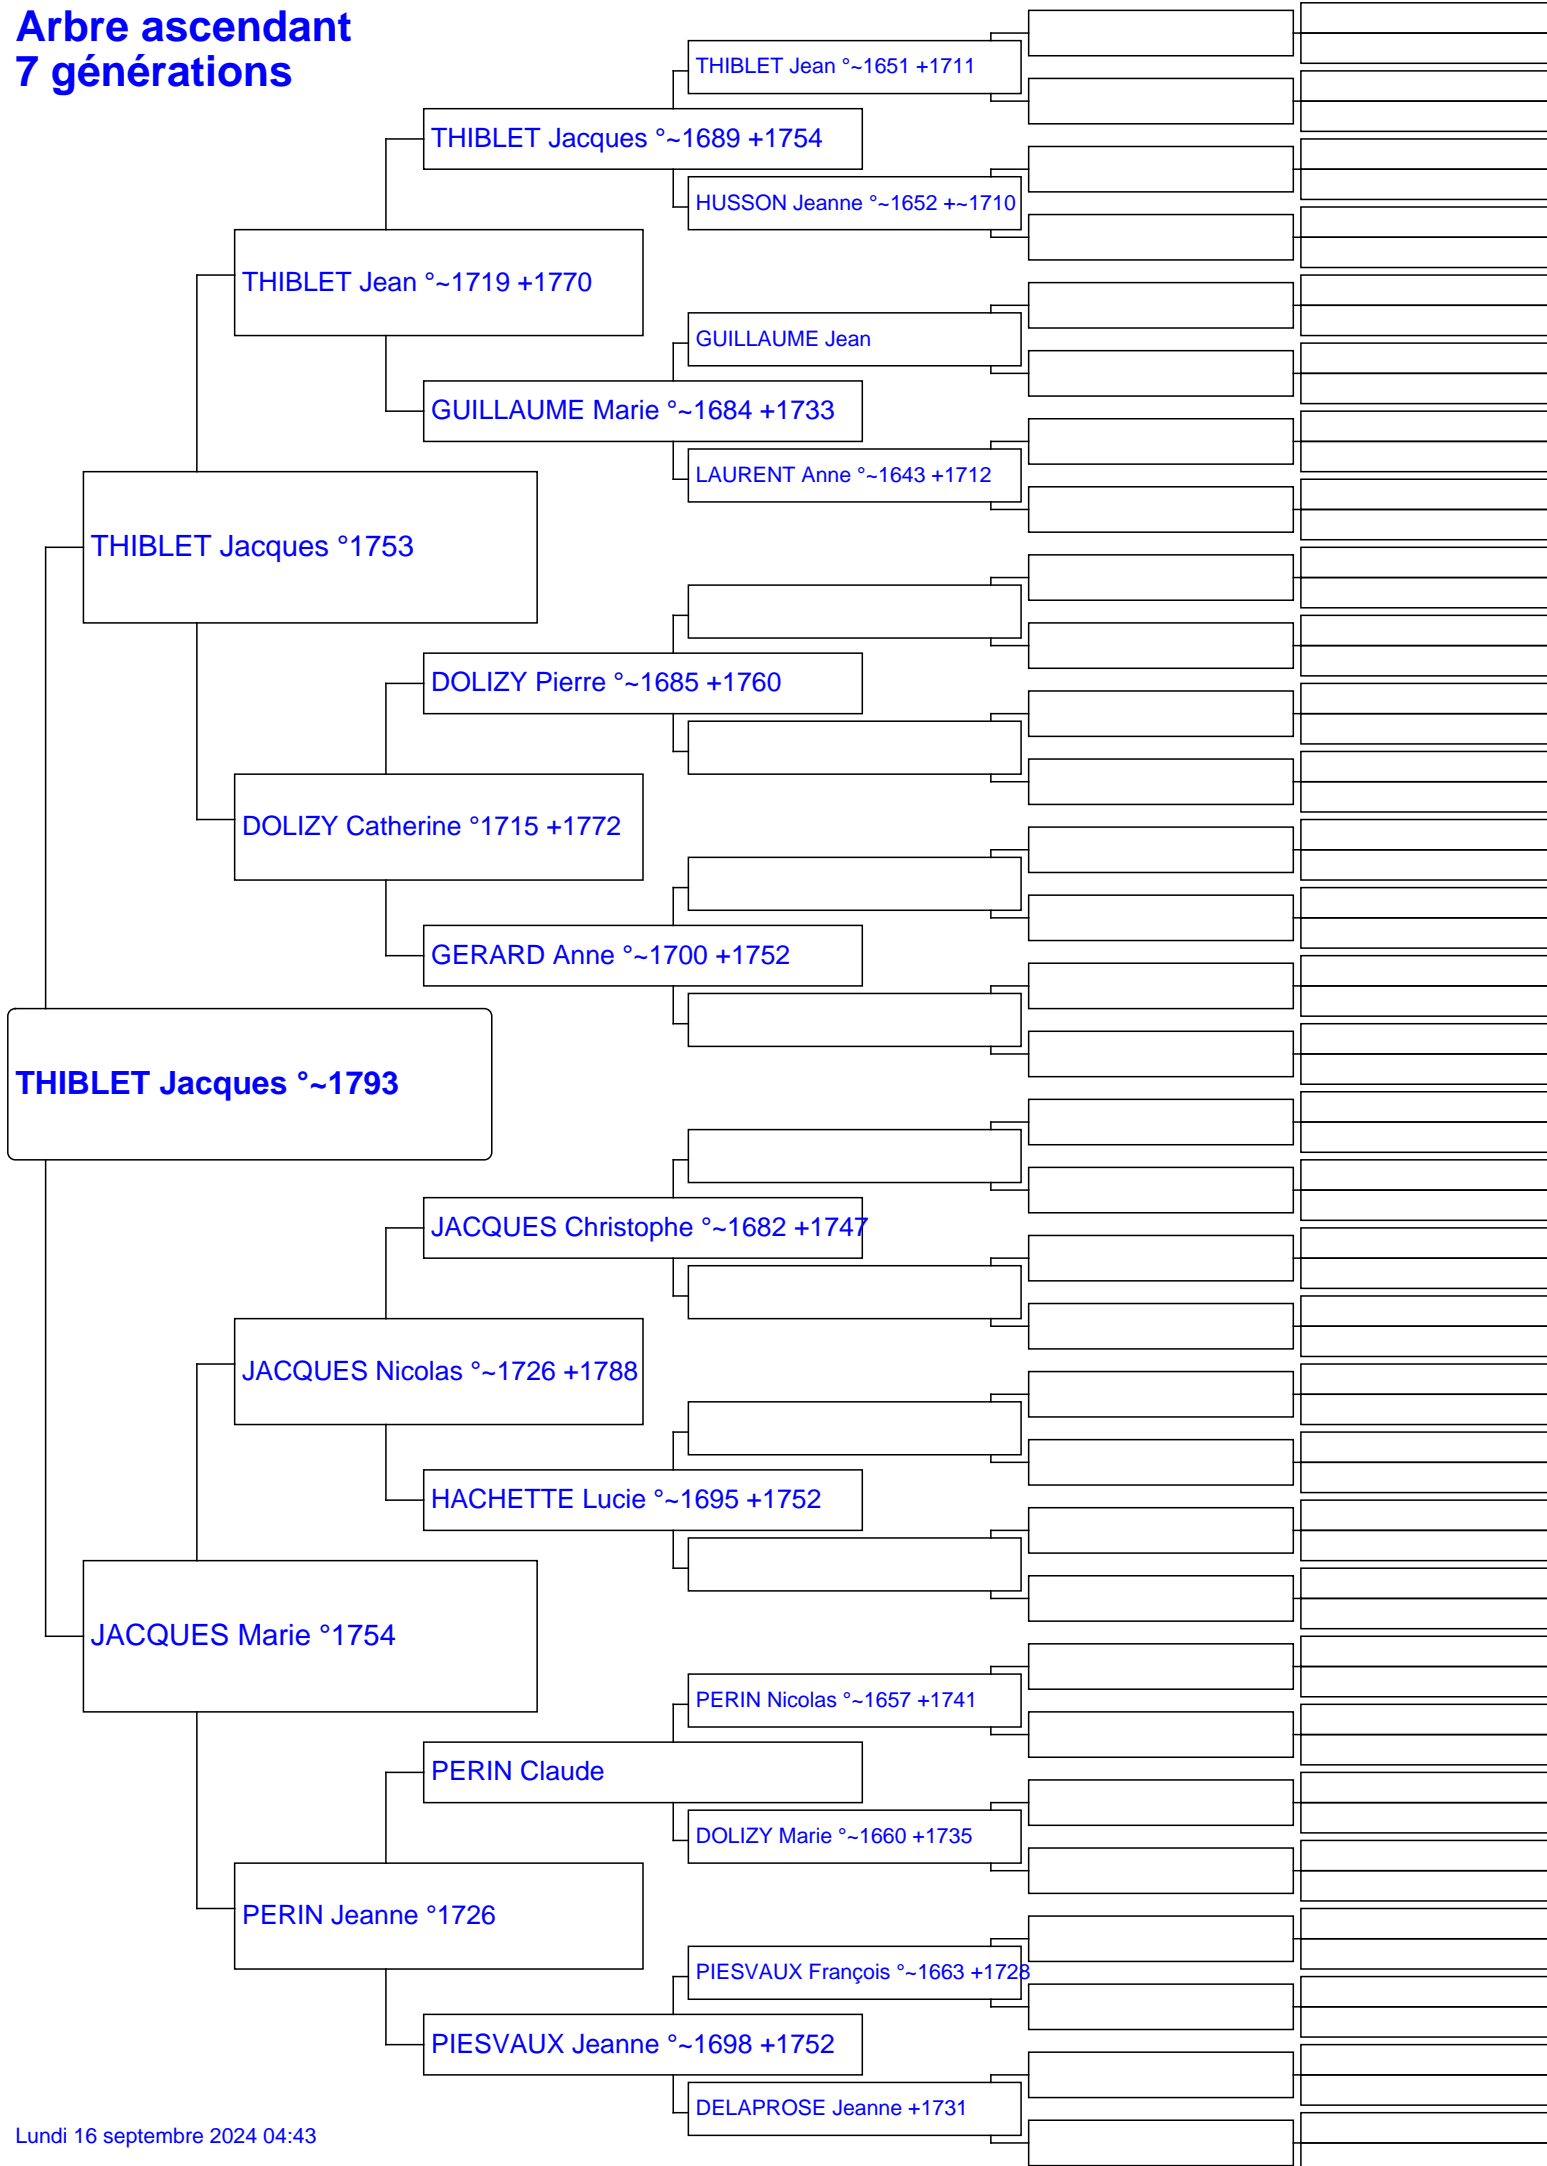 Arbre ascendant
7 générations
THIBLET Jean °~1651 +1711
THIBLET Jacques °~1689 +1754
HUSSON Jeanne °~1652 +~1710
THIBLET Jean °~1719 +1770
GUILLAUME Jean
GUILLAUME Marie °~1684 +1733
LAURENT Anne °~1643 +1712
THIBLET Jacques °1753
DOLIZY Pierre °~1685 +1760
DOLIZY Catherine °1715 +1772
GERARD Anne °~1700 +1752
THIBLET Jacques °~1793
JACQUES Christophe °~1682 +1747
JACQUES Nicolas °~1726 +1788
HACHETTE Lucie °~1695 +1752
JACQUES Marie °1754
PERIN Nicolas °~1657 +1741
PERIN Claude
DOLIZY Marie °~1660 +1735
PERIN Jeanne °1726
PIESVAUX François °~1663 +1728
PIESVAUX Jeanne °~1698 +1752
DELAPROSE Jeanne +1731
Lundi 16 septembre 2024 04:43